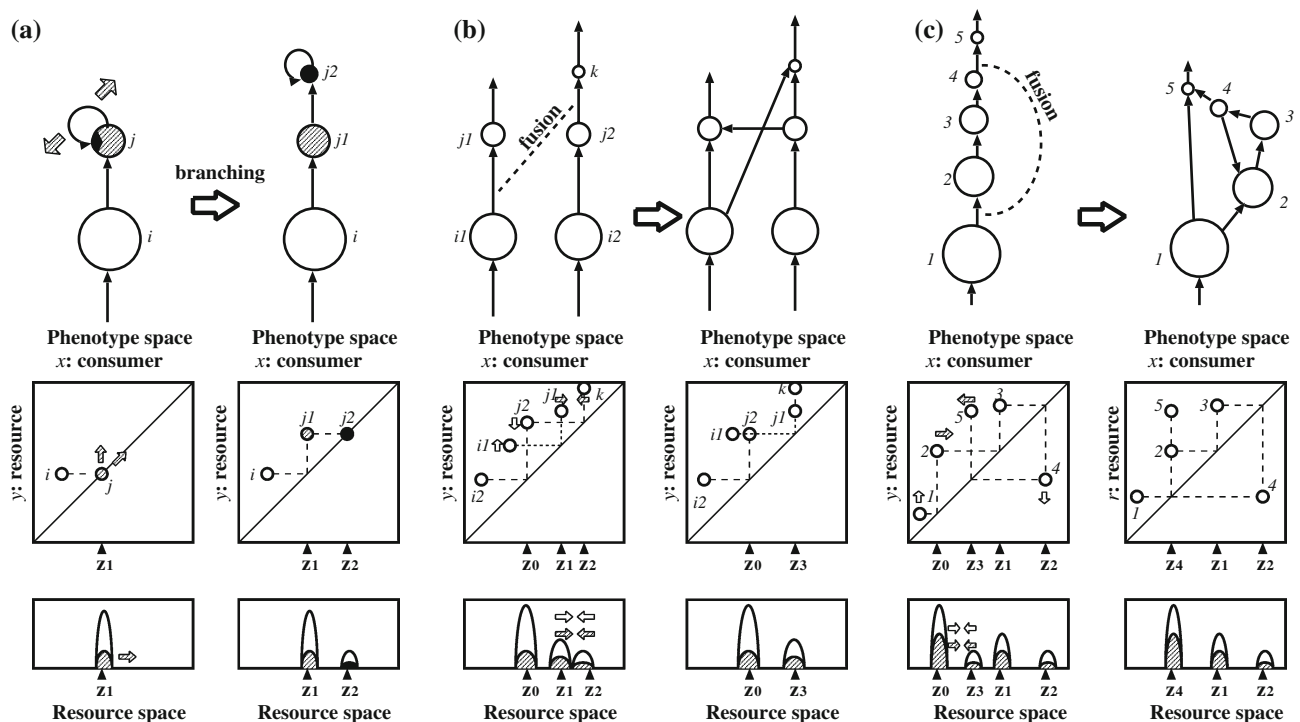 (a)
j
branching
i
j2
j1
i
(b)
k
j1
fusion
j2
i1
i2
(c)
5
4
3
2
1
fusion
5
4
3
2
1
Phenotype space
x: consumer
Phenotype space
x: consumer
Phenotype space
x: consumer
Phenotype space
x: consumer
Phenotype space
x: consumer
Phenotype space
x: consumer
y: resource
i
j
z1
y: resource
j1
j2
i
z1 z2
y: resource
j1
k
j2
i1
i2
z0 z1 z2
y: resource
k
j1
j2
i1
i2
z0 z3
y: resource
3
5
2
1
4
z0 z3 z1 z2
r: resource
5
3
2
1
4
z4 z1 z2
z1
z1 z2
z0 z1 z2
z0 z3
z0 z3 z1 z2
z4 z1 z2
Resource space
Resource space
Resource space
Resource space
Resource space
Resource space